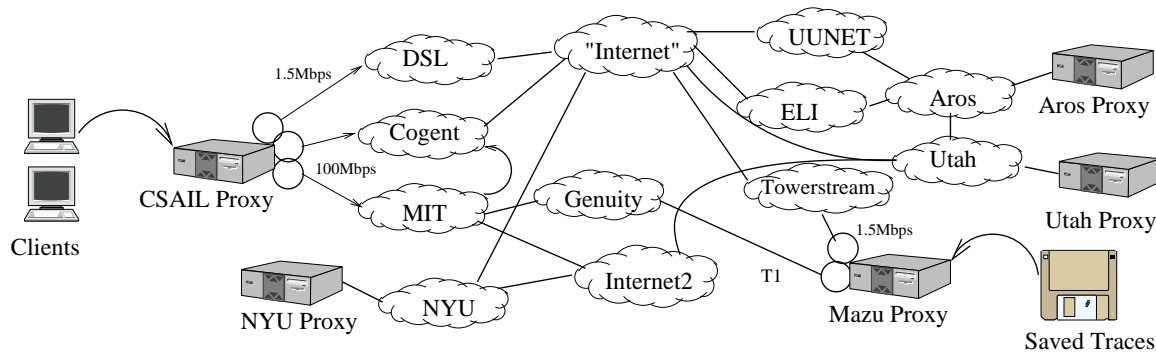 DSL
"Internet"
UUNET
1.5Mbps
Aros
ELI
Aros Proxy
Cogent
Utah
100Mbps
CSAIL Proxy
MIT
Genuity
Towerstream
Utah Proxy
Clients
1.5Mbps
Internet2
T1
NYU
NYU Proxy
Mazu Proxy
Saved Traces